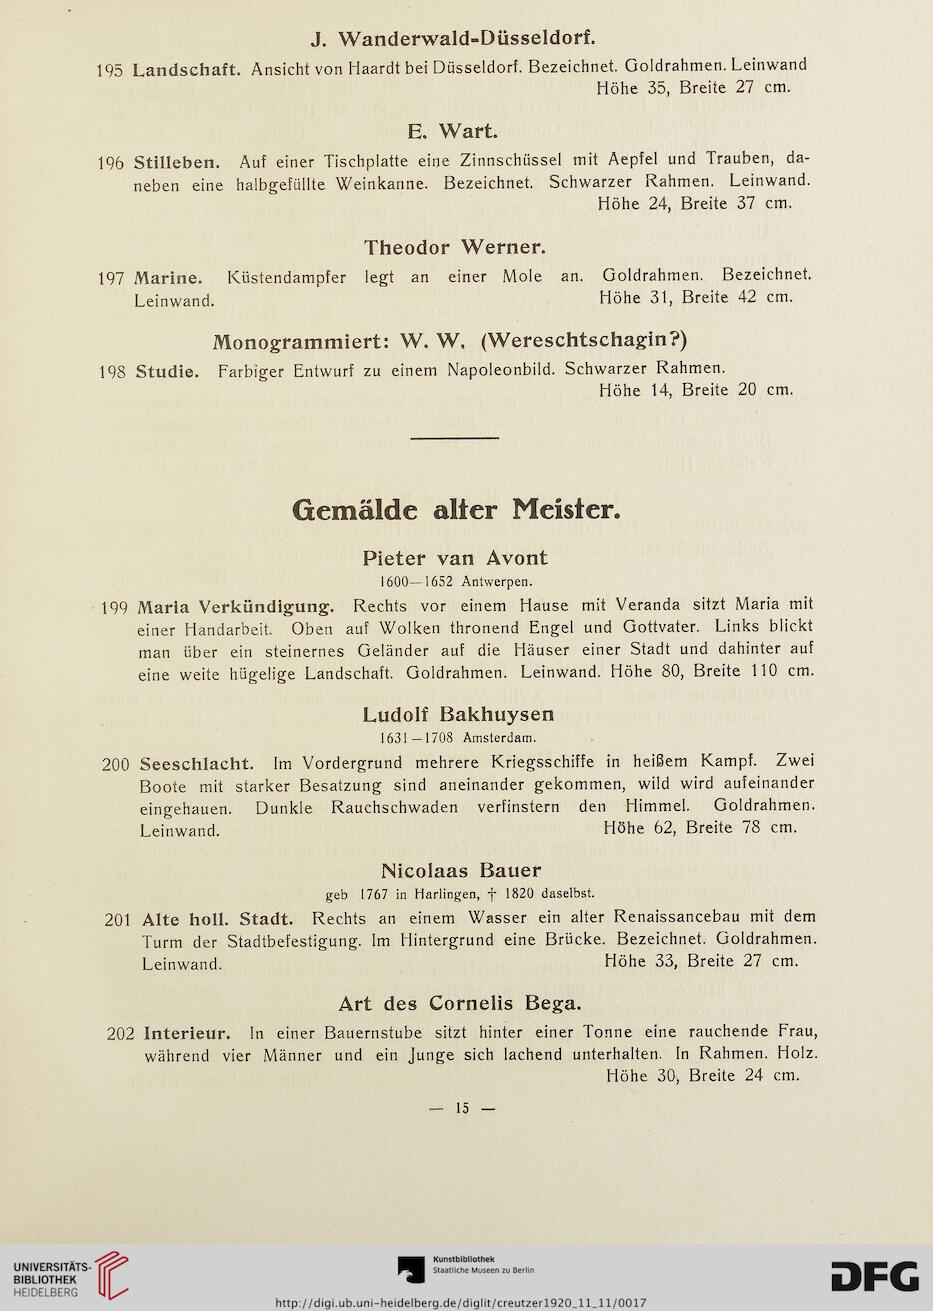 J. Wanderwald-Düsseldorf.
195 Landschaft. Ansicht von Haardt bei Düsseldorf. Bezeichnet. Goldrahmen. Leinwand
Höhe 35, Breite 27 cm.
E. Wart.
196 Stilleben. Auf einer Tischplatte eine Zinnschüssel mit Aepfel und Trauben, da-
neben eine halbgefüllte Weinkanne. Bezeichnet. Schwarzer Rahmen. Leinwand.
Höhe 24, Breite 37 cm.
Theodor Werner.
197 Marine. Küstendampfer legt an einer Mole an. Goldrahmen. Bezeichnet.
Leinwand. Höhe 31, Breite 42 cm.
Monogrammiert: W. W. (Wereschtschagin?)
198 Studie. Farbiger Entwurf zu einem Napoleonbild. Schwarzer Rahmen.
Höhe 14, Breite 20 cm.
Gemälde alter Meister.
Pieter van Avont
1600—1652 Antwerpen.
199 Maria Verkündigung. Rechts vor einem Hause mit Veranda sitzt Maria mit
einer Handarbeit. Oben auf Wolken thronend Engel und Gottvater. Links blickt
man über ein steinernes Geländer auf die Häuser einer Stadt und dahinter auf
eine weite hügelige Landschaft. Goldrahmen. Leinwand. Höhe 80, Breite 110 cm.
Ludolf Bakhuysen
1631—1708 Amsterdam.
200 Seeschlacht. Im Vordergrund mehrere Kriegsschiffe in heißem Kampf. Zwei
Boote mit starker Besatzung sind aneinander gekommen, wild wird aufeinander
eingehauen. Dunkle Rauchschwaden verfinstern den Himmel. Goldrahmen.
Leinwand. Höhe 62, Breite 78 cm.
Nicolaas Bauer
geb 1767 in Harlingen, † 1820 daselbst.
201 Alte holl. Stadt. Rechts an einem Wasser ein alter Renaissancebau mit dem
Turm der Stadtbefestigung. Im Hintergrund eine Brücke. Bezeichnet. Goldrahmen.
Leinwand. Höhe 33, Breite 27 cm.
Art des Cornelis Bega.
202 Interieur. In einer Bauernstube sitzt hinter einer Tonne eine rauchende Frau,
während vier Männer und ein Junge sich lachend unterhalten. In Rahmen. Holz.
Höhe 30, Breite 24 cm.
— 15 —
UNIVERSITÄTS-
BIBLIOTHEK
HEIDELBERG
Kunstbibliothek
Staatliche Museen zu Berlin
DFG
http://digi.ub.uni-heidelberg.de/diglit/creutzer1920_11_11/0017